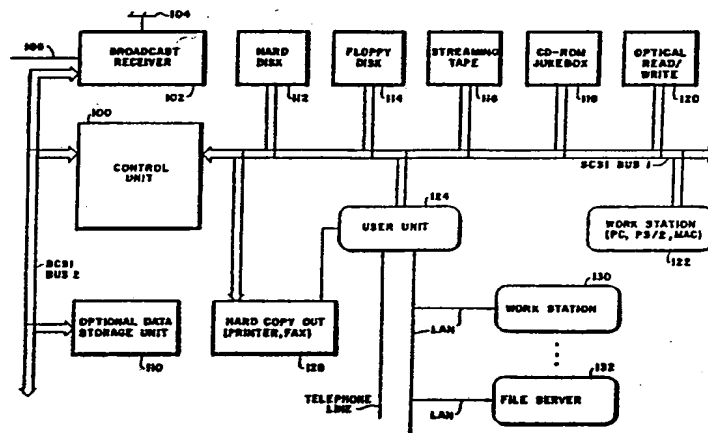 104
106
BROADCAST
RECEIVER
102
HARD
DISK
112
FLOPPY
DISK
114
STREAMING
TAPE
116
CD-ROM
JUKEBOX
118
OPTICAL
READ/
WRITE
120
100
CONTROL
UNIT
SCSI BUS 1
124
USER UNIT
WORK STATION
(PC, PS/2, MAC)
122
SCSI
BUS 2
OPTIONAL DATA
STORAGE UNIT
110
HARD COPY OUT
(PRINTER, FAX)
128
130
WORK STATION
LAN
132
FILE SERVER
TELEPHONE
LINE
LAN